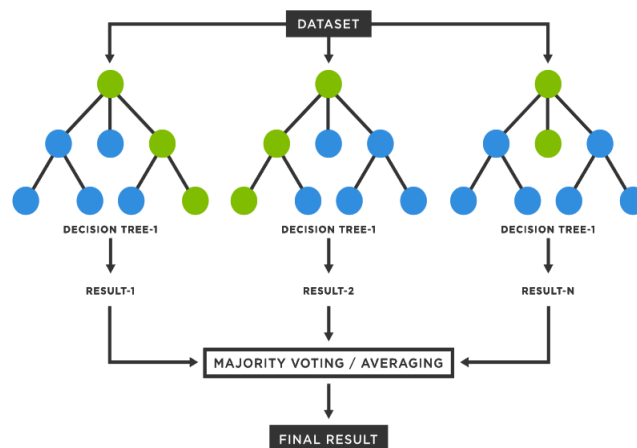 DATASET
DECISION TREE-1
DECISION TREE-1
DECISION TREE-1
RESULT-1
RESULT-2
RESULT-N
MAJORITY VOTING / AVERAGING
FINAL RESULT